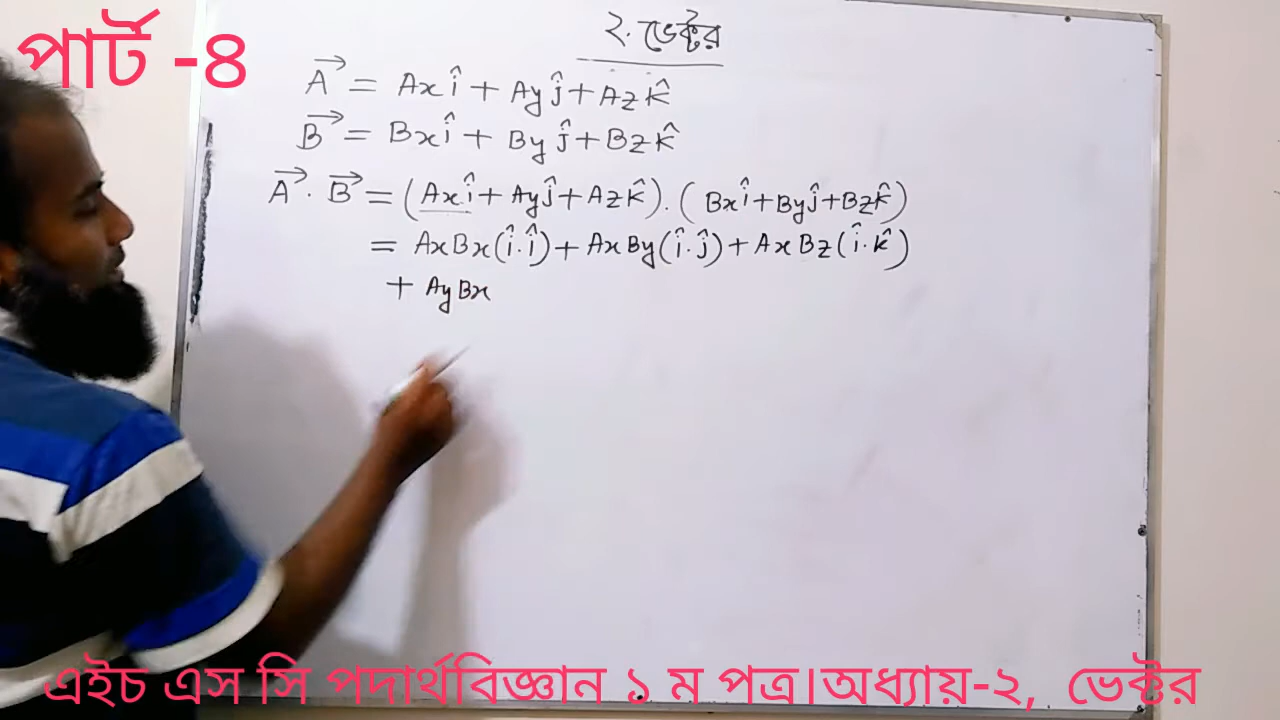 পার্ট -৪
২. ভেক্টর
A⃗ = Axî + Ayĵ + Azk̂
B⃗ = Bxî + Byĵ + Bzk̂
A⃗ . B⃗ = (Axî + Ayĵ + Azk̂) . (Bxî + Byĵ + Bzk̂)
= AxBx(î.î) + AxBy(î.ĵ) + AxBz(î.k̂)
+ AyBx
এইচ এস সি পদার্থবিজ্ঞান ১ ম পত্র।অধ্যায়-২, ভেক্টর